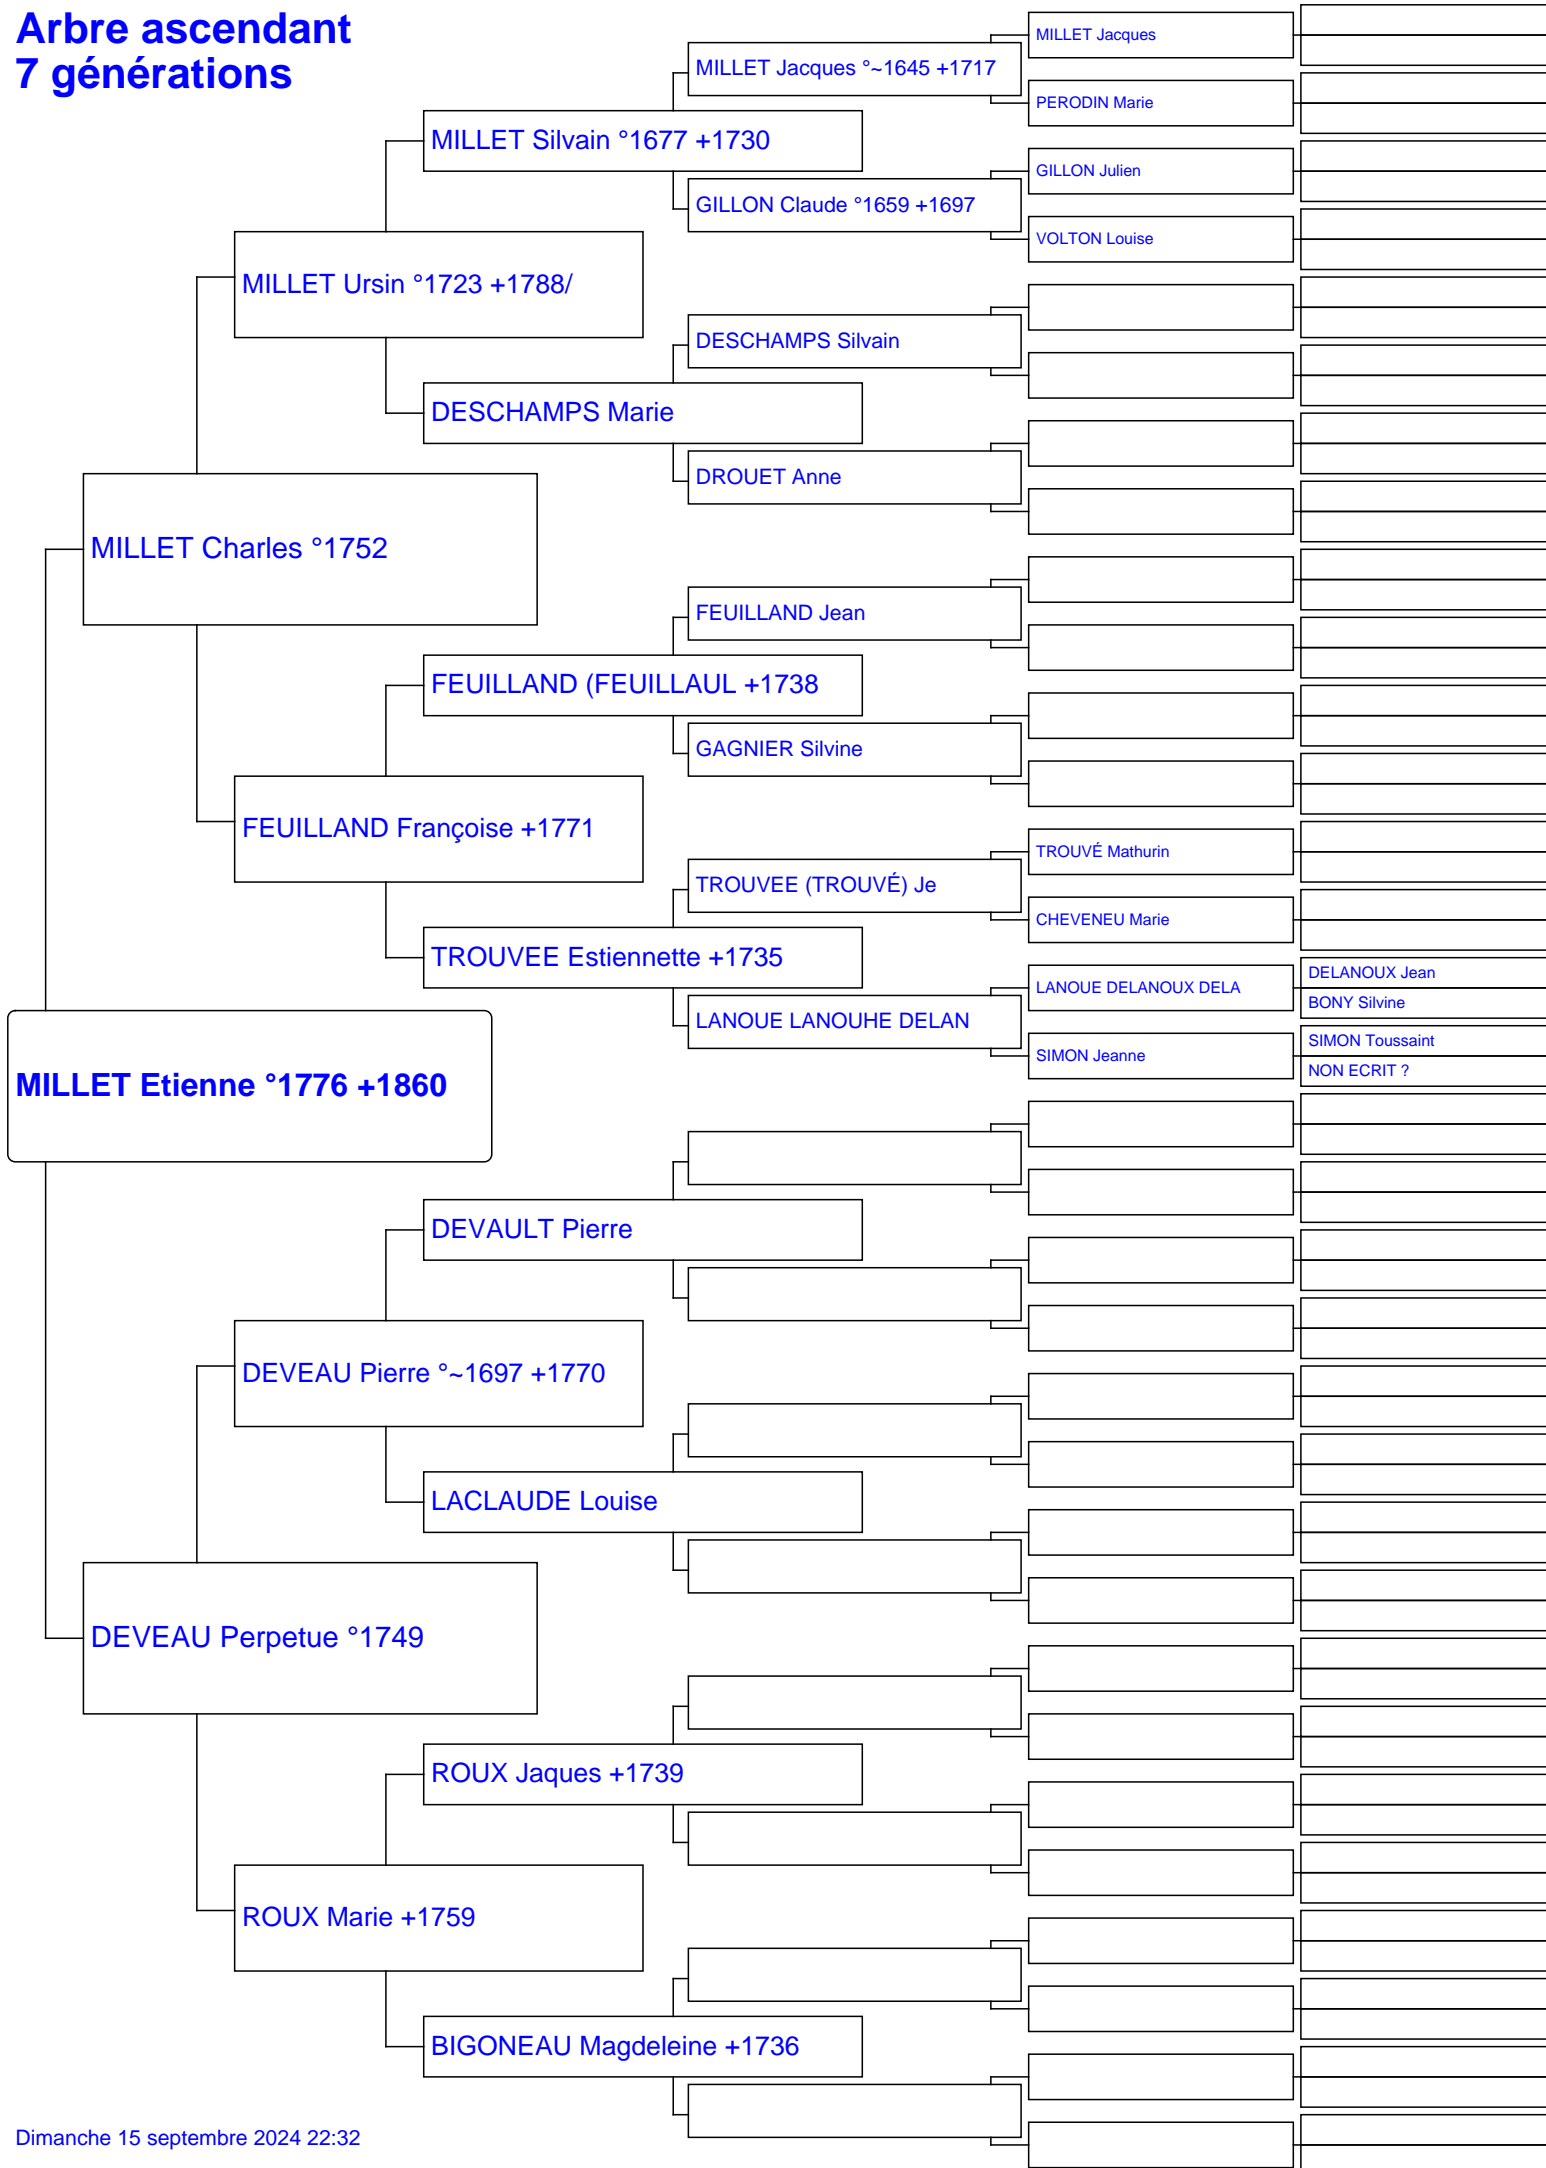 Arbre ascendant
7 générations
MILLET Jacques
MILLET Jacques °~1645 +1717
PERODIN Marie
MILLET Silvain °1677 +1730
GILLON Julien
GILLON Claude °1659 +1697
VOLTON Louise
MILLET Ursin °1723 +1788/
DESCHAMPS Silvain
DESCHAMPS Marie
DROUET Anne
MILLET Charles °1752
FEUILLAND Jean
FEUILLAND (FEUILLAUL +1738
GAGNIER Silvine
FEUILLAND Françoise +1771
TROUVÉ Mathurin
TROUVEE (TROUVÉ) Je
CHEVENEU Marie
TROUVEE Estiennette +1735
DELANOUX Jean
LANOUE DELANOUX DELA
BONY Silvine
LANOUE LANOUHE DELAN
SIMON Toussaint
SIMON Jeanne
NON ECRIT ?
MILLET Etienne °1776 +1860
DEVAULT Pierre
DEVEAU Pierre °~1697 +1770
LACLAUDE Louise
DEVEAU Perpetue °1749
ROUX Jaques +1739
ROUX Marie +1759
BIGONEAU Magdeleine +1736
Dimanche 15 septembre 2024 22:32